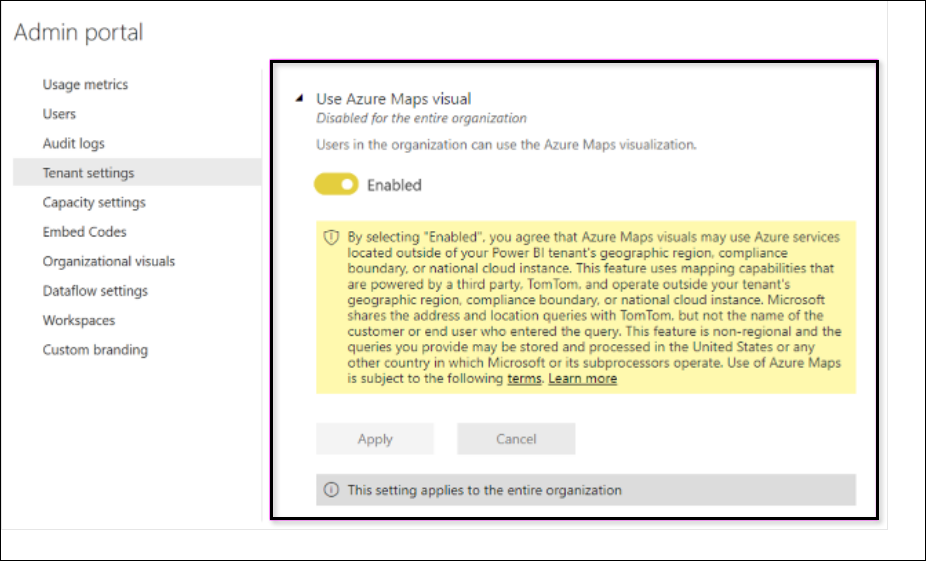 Admin portal
Usage metrics
Users
Audit logs
Tenant settings
Capacity settings
Embed Codes
Organizational visuals
Dataflow settings
Workspaces
Custom branding
Use Azure Maps visual
Disabled for the entire organization
Users in the organization can use the Azure Maps visualization.
Enabled
By selecting "Enabled", you agree that Azure Maps visuals may use Azure services
located outside of your Power BI tenant's geographic region, compliance
boundary, or national cloud instance. This feature uses mapping capabilities that
are powered by a third party, TomTom, and operate outside your tenant's
geographic region, compliance boundary, or national cloud instance. Microsoft
shares the address and location queries with TomTom, but not the name of the
customer or end user who entered the query. This feature is non-regional and the
queries you provide may be stored and processed in the United States or any
other country in which Microsoft or its subprocessors operate. Use of Azure Maps
is subject to the following terms. Learn more
Apply
Cancel
This setting applies to the entire organization